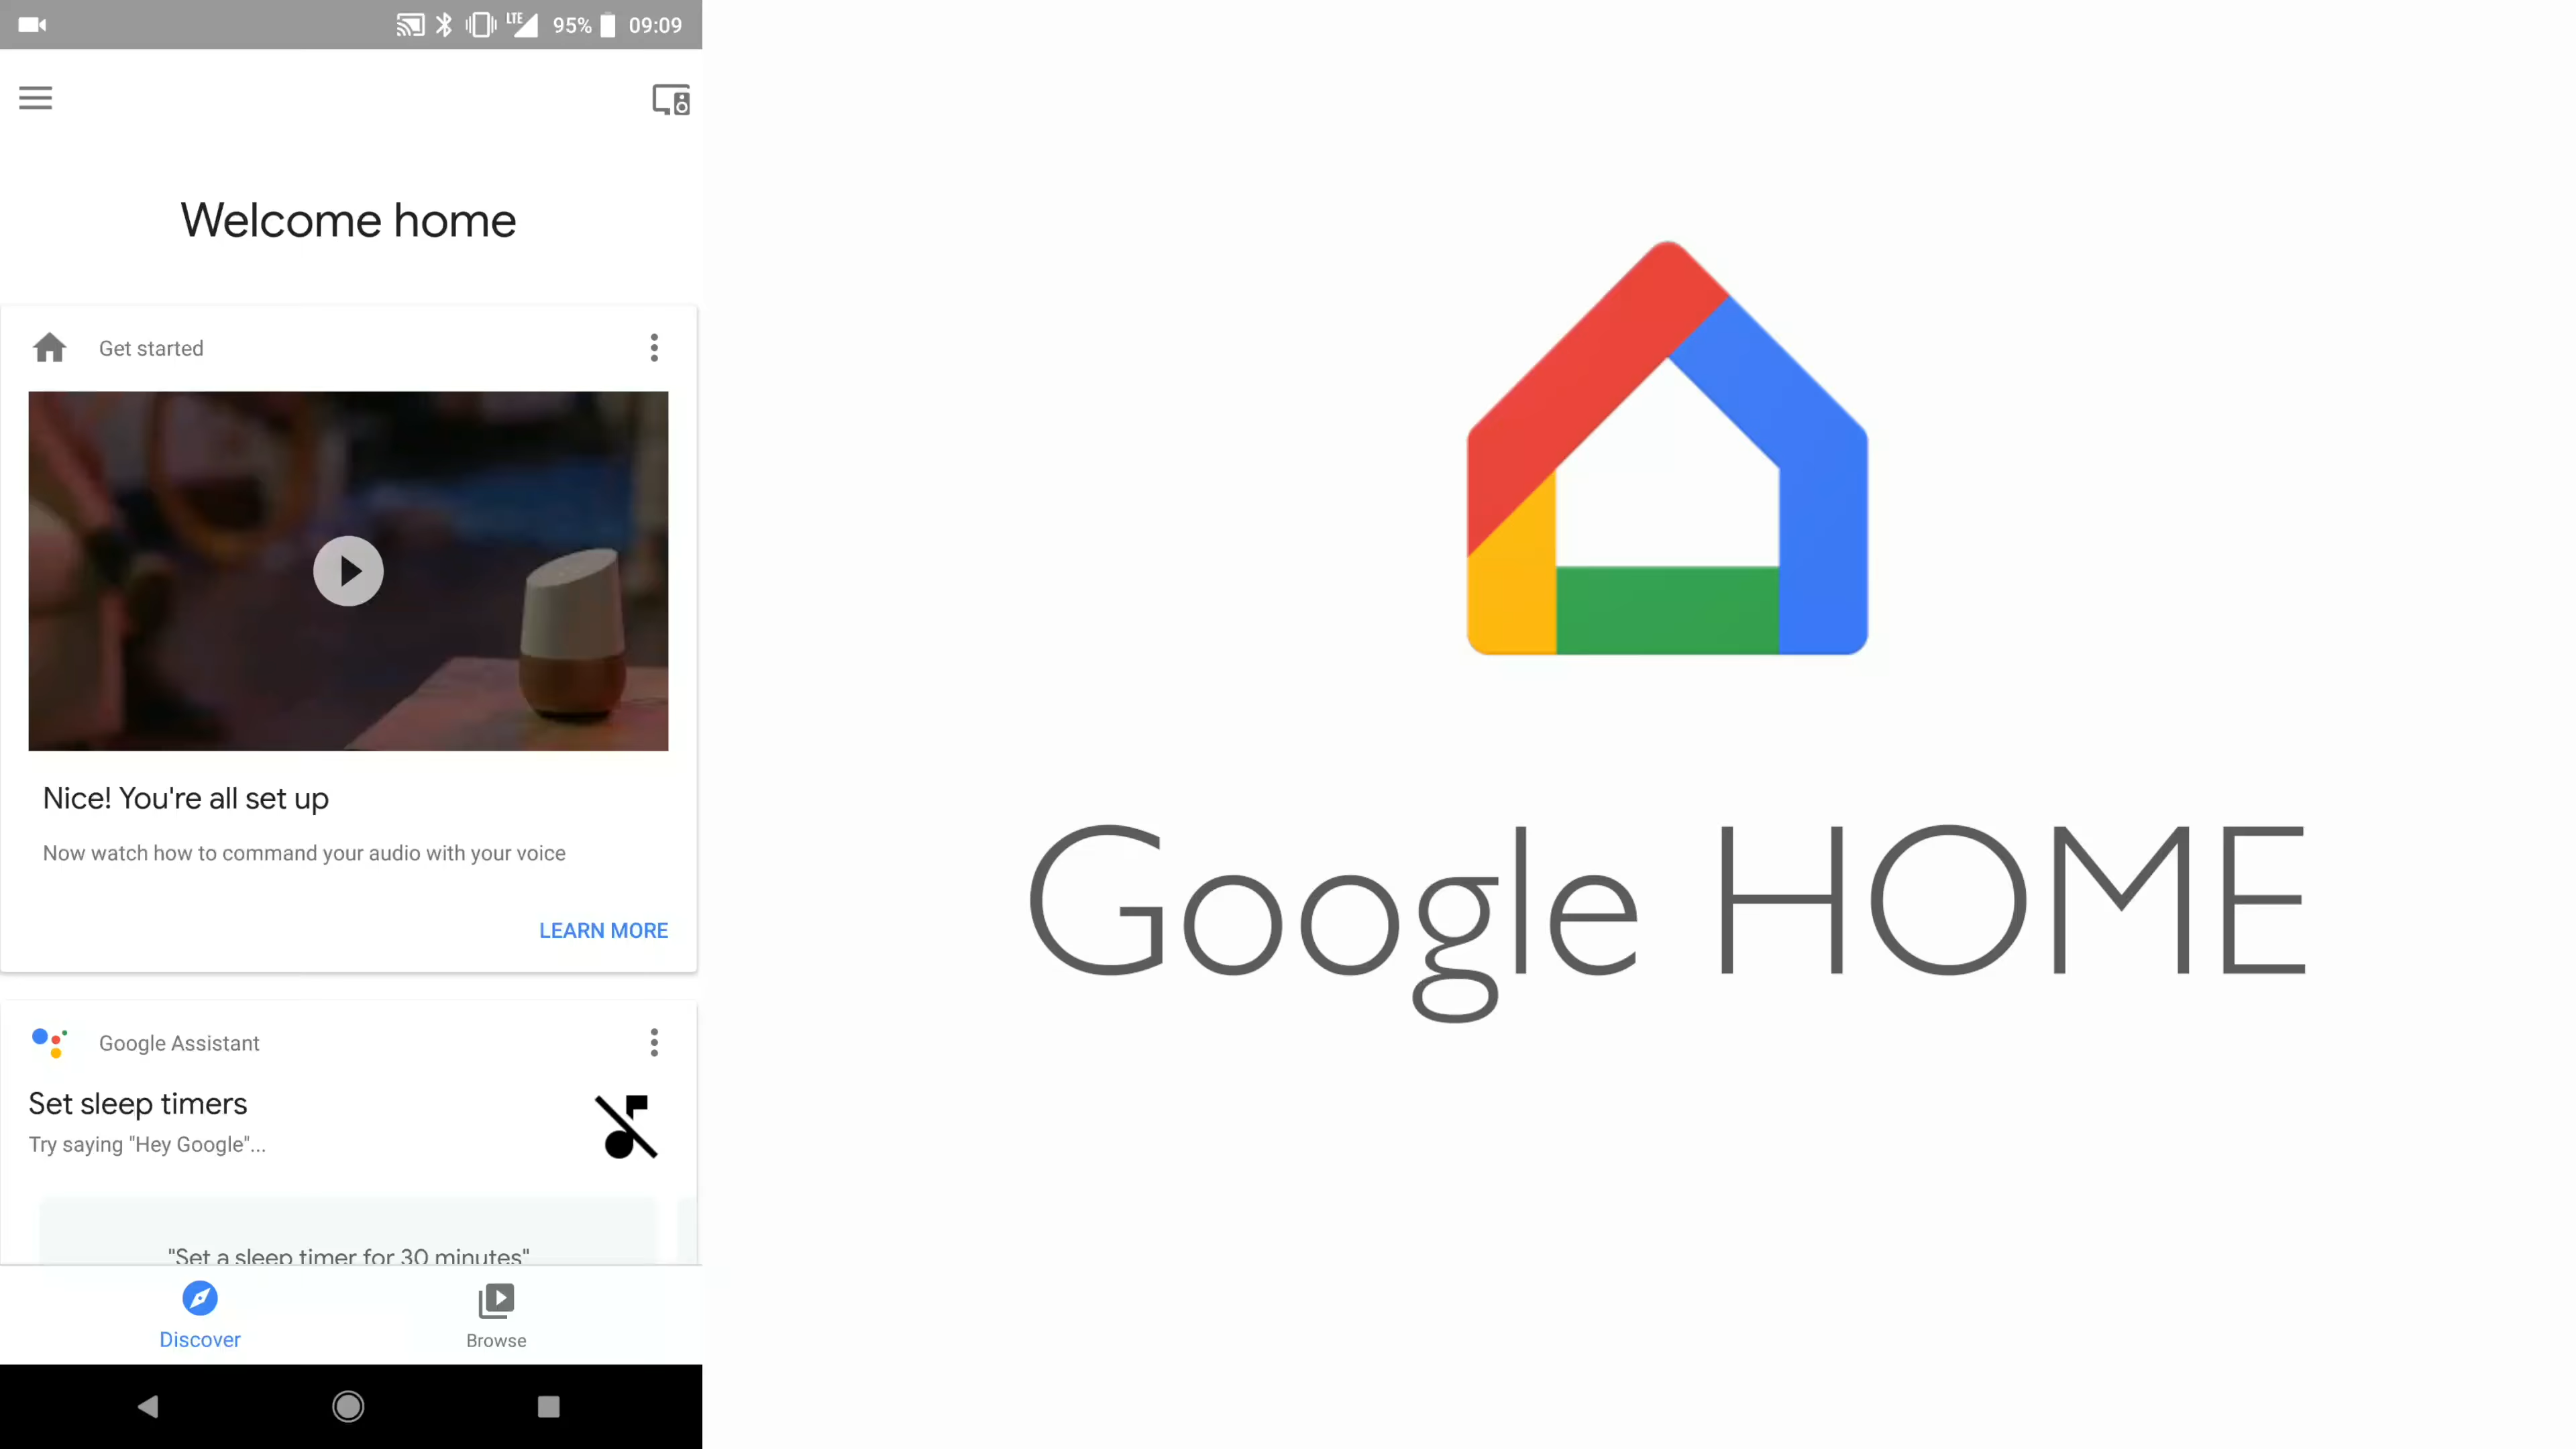 LTE 95% 09:09
Welcome home
Get started
Nice! You're all set up
Now watch how to command your audio with your voice
LEARN MORE
Google Assistant
Set sleep timers
Try saying "Hey Google"...
"Set a sleep timer for 30 minutes"
Discover Browse
Google HOME